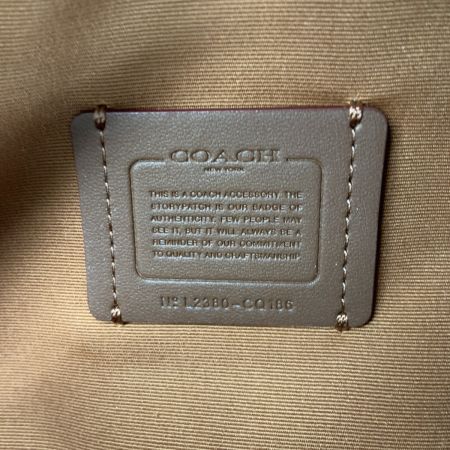 COACH
NEW YORK
THIS IS A COACH ACCESSORY. THE
STORYPATCH IS OUR BADGE OF
AUTHENTICITY. FEW PEOPLE MAY
SEE IT, BUT IT WILL ALWAYS BE A
REMINDER OF OUR COMMITMENT
TO QUALITY AND CRAFTSMANSHIP
Nº L2380-CQ186